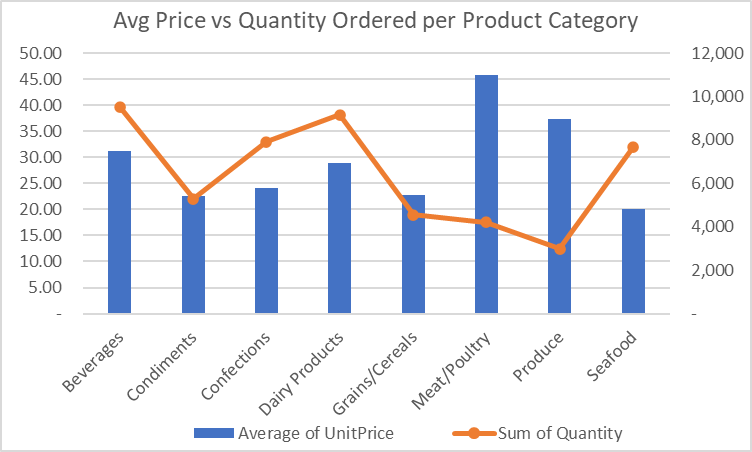 Avg Price vs Quantity Ordered per Product Category
50.00
45.00
40.00
35.00
30.00
25.00
20.00
15.00
10.00
5.00
-
12,000
10,000
8,000
6,000
4,000
2,000
-
Beverages
Condiments
Confections
Dairy Products
Grains/Cereals
Meat/Poultry
Produce
Seafood
Average of UnitPrice
Sum of Quantity